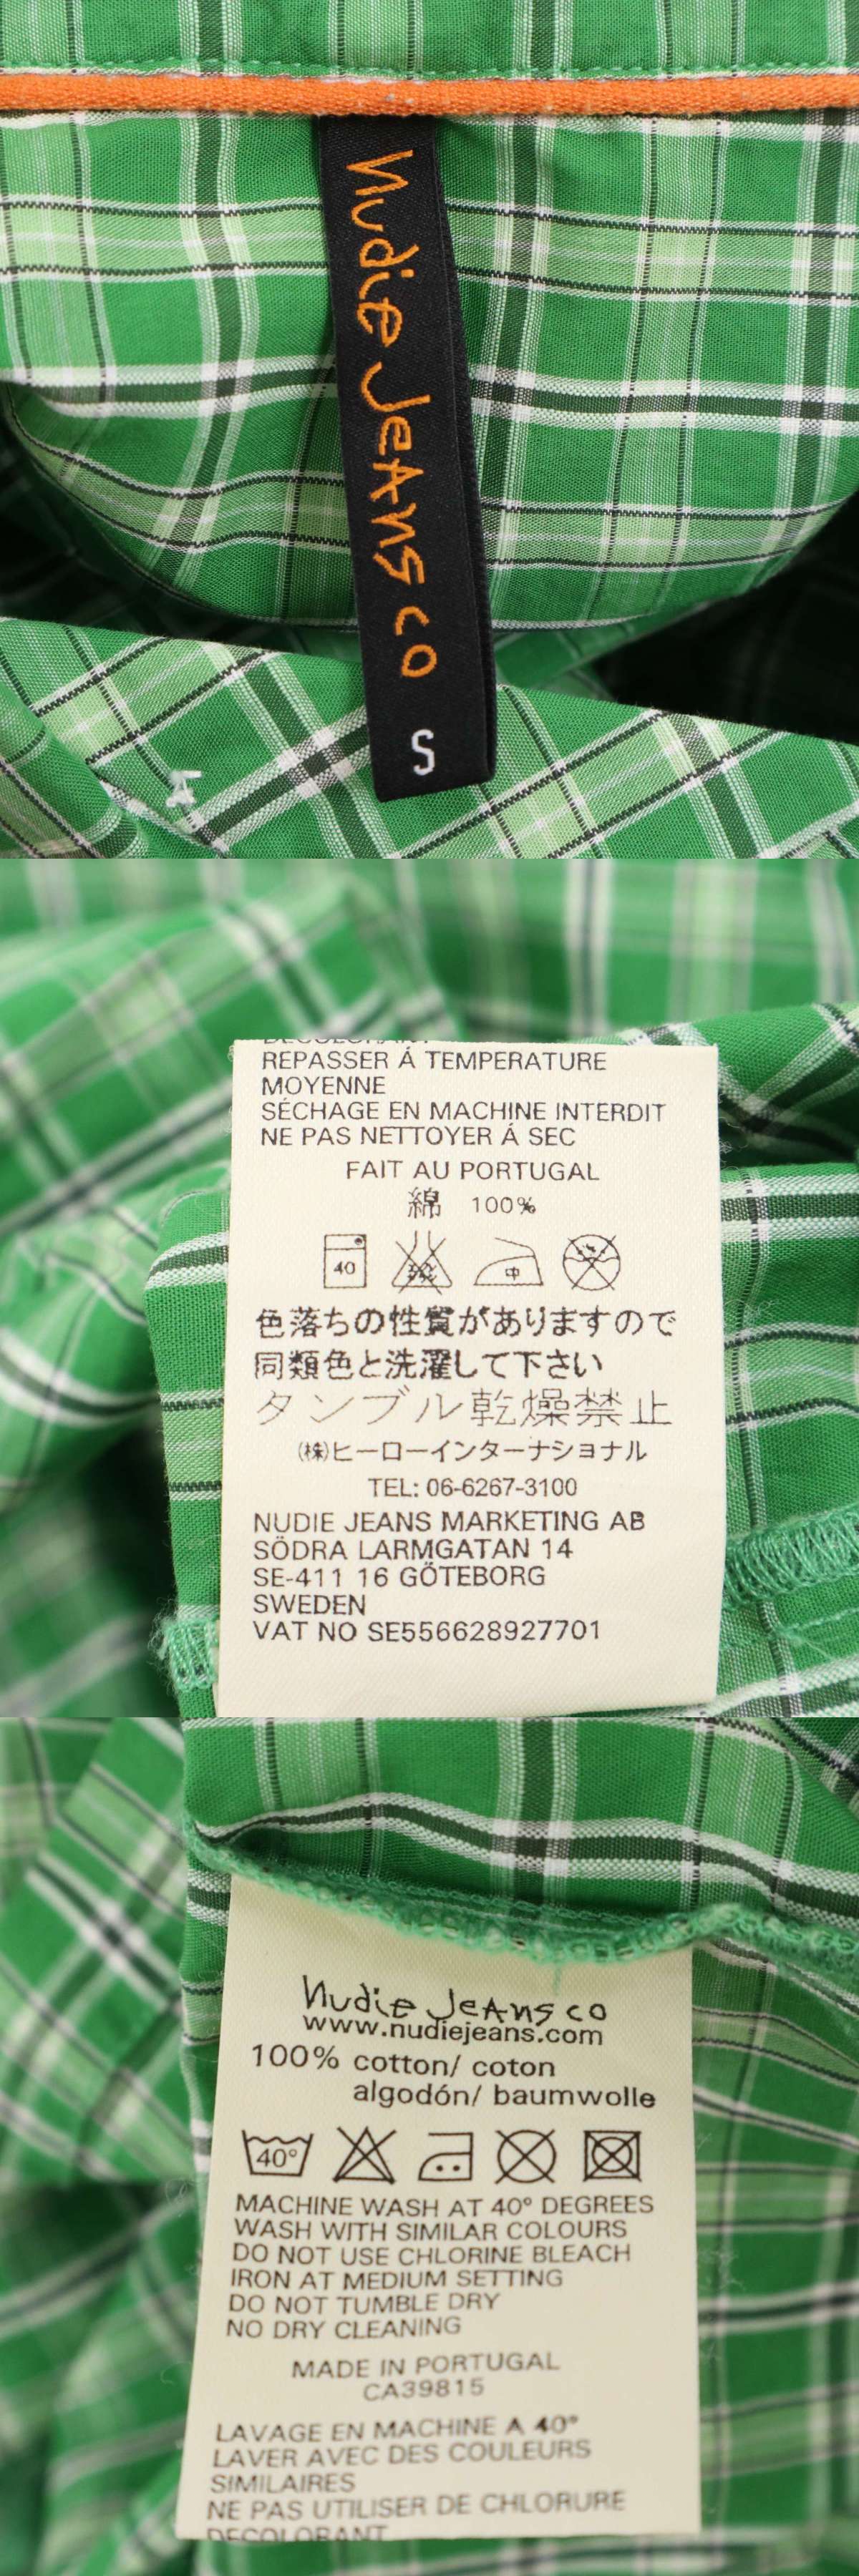 Nudie Jeans co
S
REPASSER Á TEMPERATURE
MOYENNE
SÉCHAGE EN MACHINE INTERDIT
NE PAS NETTOYER Á SEC
FAIT AU PORTUGAL
綿 100%
40 中
色落ちの性質がありますので
同類色と洗濯して下さい
タンブル乾燥禁止
㈱ヒーローインターナショナル
TEL: 06-6267-3100
NUDIE JEANS MARKETING AB
SÖDRA LARMGATAN 14
SE-411 16 GÖTEBORG
SWEDEN
VAT NO SE556628927701
Nudie Jeans co
www.nudiejeans.com
100% cotton/ coton
algodón/ baumwolle
40°
MACHINE WASH AT 40° DEGREES
WASH WITH SIMILAR COLOURS
DO NOT USE CHLORINE BLEACH
IRON AT MEDIUM SETTING
DO NOT TUMBLE DRY
NO DRY CLEANING
MADE IN PORTUGAL
CA39815
LAVAGE EN MACHINE A 40°
LAVER AVEC DES COULEURS
SIMILAIRES
NE PAS UTILISER DE CHLORURE
DECOLORANT